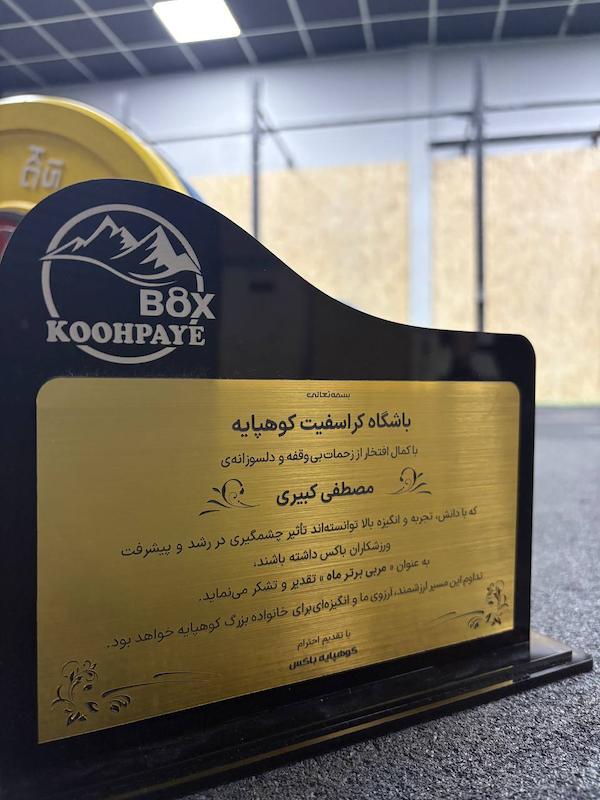 B8X
KOOHPAYÉ
بسمه تعالی
باشگاه کراسفیت کوهپایه
با کمال افتخار از زحمات بی‌وقفه و دلسوزانه‌ی
مصطفی کبیری
که با دانش، تجربه و انگیزه بالا توانسته‌اند تأثیر چشمگیری در رشد و پیشرفت
ورزشکاران باکس داشته باشند،
به عنوان « مربی برتر ماه » تقدیر و تشکر می‌نماید.
تداوم این مسیر ارزشمند، آرزوی ما و انگیزه‌ای برای خانواده بزرگ کوهپایه خواهد بود.
با تقدیم احترام
کوهپایه باکس